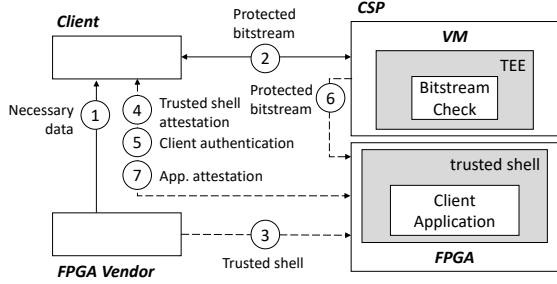 Client
CSP
Protected
bitstream
2
VM
TEE
Bitstream
Check
Necessary
data
1
4
Trusted shell
attestation
5
Client authentication
7
App. attestation
Protected
bitstream
6
trusted shell
Client
Application
FPGA
3
Trusted shell
FPGA Vendor